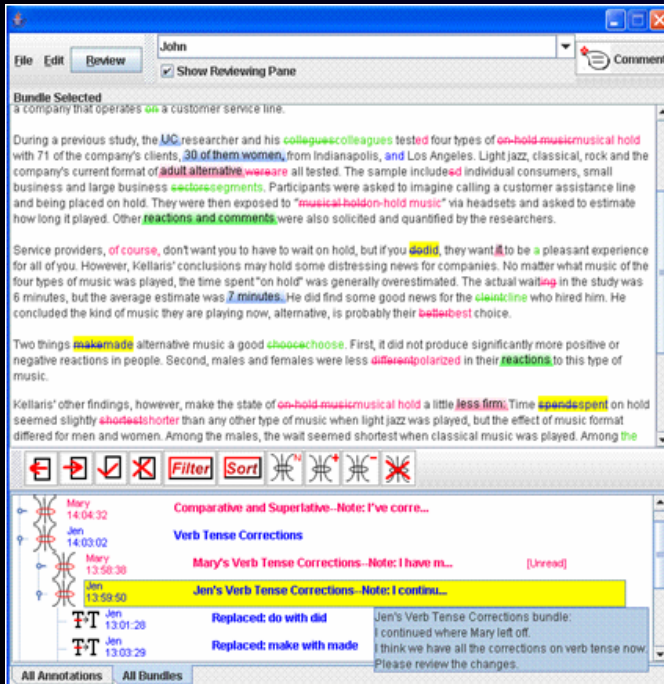 John
File Edit Review
Show Reviewing Pane
Comment
Bundle Selected
a company that operates on a customer service line.
During a previous study, the UC researcher and his colleguescolleagues tested four types of on-hold musicmusical hold
with 71 of the company's clients, 30 of them women, from Indianapolis, and Los Angeles. Light jazz, classical, rock and the
company's current format of adult alternative wereare all tested. The sample includesd individual consumers, small
business and large business sectorssegments. Participants were asked to imagine calling a customer assistance line
and being placed on hold. They were then exposed to "musical holdon-hold music" via headsets and asked to estimate
how long it played. Other reactions and comments were also solicited and quantified by the researchers.
Service providers, of course, don't want you to have to wait on hold, but if you dodid, they want it to be a pleasant experience
for all of you. However, Kellaris' conclusions may hold some distressing news for companies. No matter what music of the
four types of music was played, the time spent "on hold" was generally overestimated. The actual waiting in the study was
6 minutes, but the average estimate was 7 minutes. He did find some good news for the cleintcline who hired him. He
concluded the kind of music they are playing now, alternative, is probably their betterbest choice.
Two things makemade alternative music a good choocechoose. First, it did not produce significantly more positive or
negative reactions in people. Second, males and females were less differentpolarized in their reactions to this type of
music.
Kellaris' other findings, however, make the state of on-hold musicmusical hold a little less firm: Time spendsspent on hold
seemed slightly shortestshorter than any other type of music when light jazz was played, but the effect of music format
differed for men and women. Among the males, the wait seemed shortest when classical music was played. Among the
Filter Sort N + -
Mary
14:04:32 Comparative and Superlative--Note: I've corre...
Jen
14:03:02 Verb Tense Corrections
Mary
13:58:38 Mary's Verb Tense Corrections--Note: I have m... [Unread]
Jen
13:59:50 Jen's Verb Tense Corrections--Note: I continu...
TT Jen
13:01:28 Replaced: do with did
TT Jen
13:03:29 Replaced: make with made
Jen's Verb Tense Corrections bundle:
I continued where Mary left off.
I think we have all the corrections on verb tense now.
Please review the changes.
All Annotations All Bundles